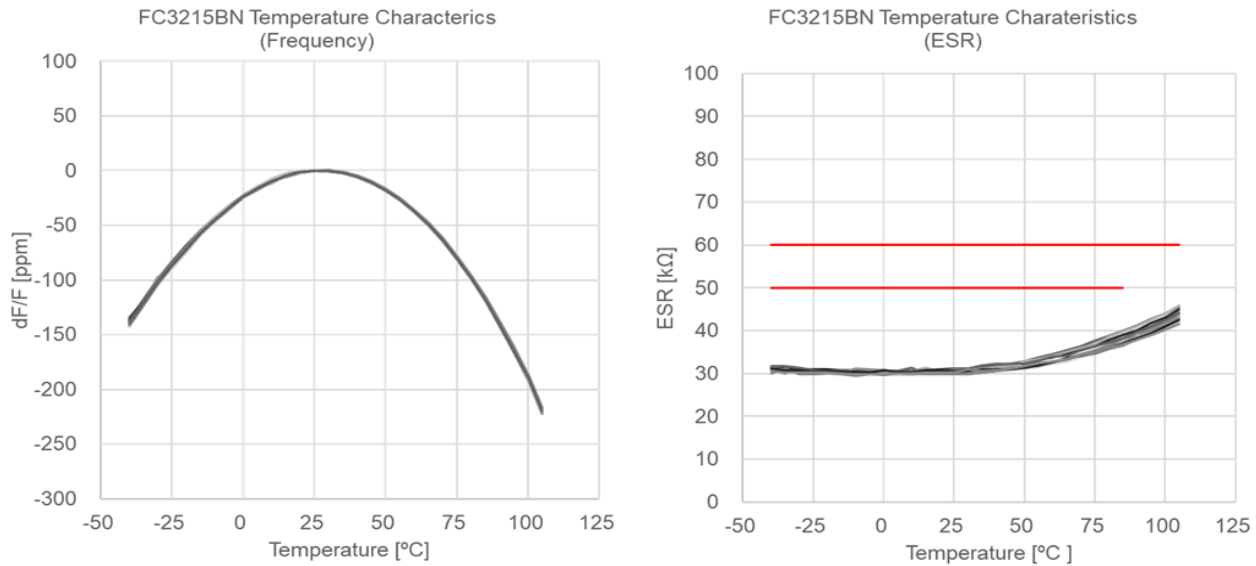 FC3215BN Temperature Characterics
(Frequency)
100
50
0
-50
-100
-150
-200
-250
-300
dF/F [ppm]
-50 -25 0 25 50 75 100 125
Temperature [ºC]
FC3215BN Temperature Charateristics
(ESR)
100
90
80
70
60
50
40
30
20
10
0
ESR [kΩ]
-50 -25 0 25 50 75 100 125
Temperature [ºC ]